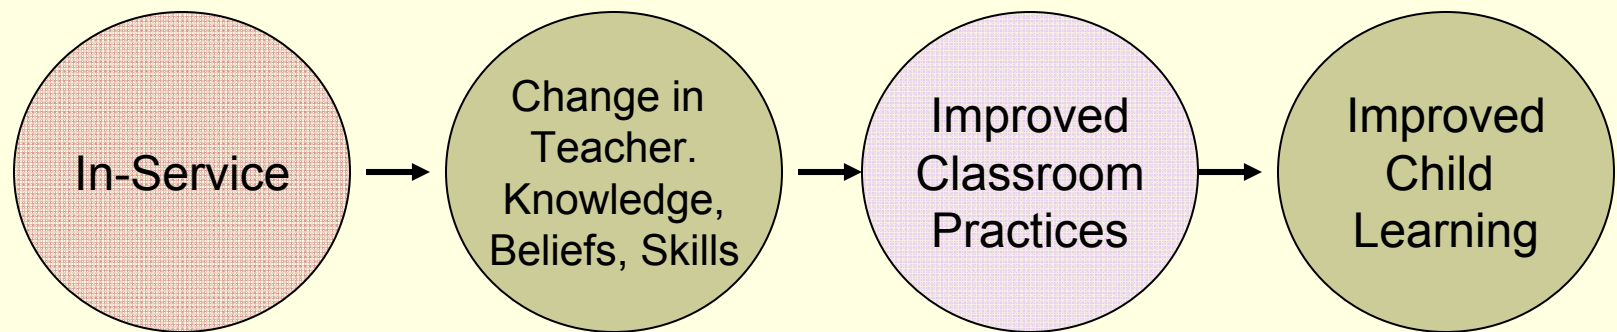 In-Service
Change in
Teacher.
Knowledge,
Beliefs, Skills
Improved
Classroom
Practices
Improved
Child
Learning